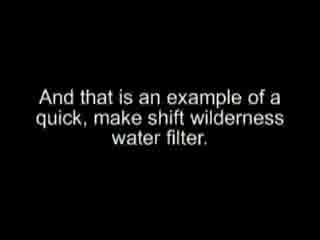 And that is an example of a
quick, make shift wilderness
water filter.